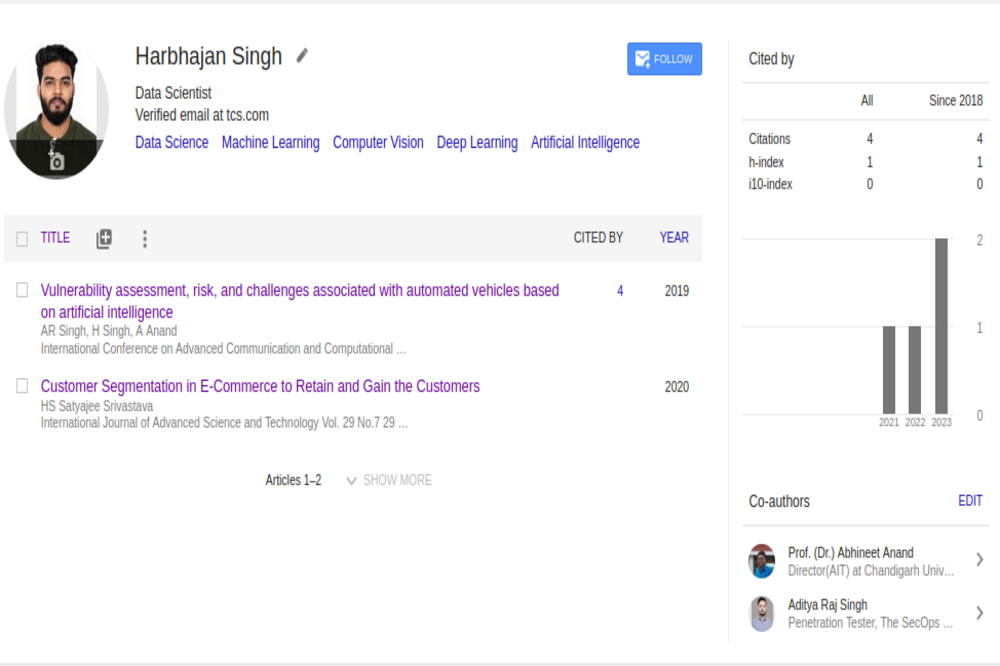 Harbhajan Singh
FOLLOW
Data Scientist
Verified email at tcs.com
Data Science Machine Learning Computer Vision Deep Learning Artificial Intelligence
TITLE CITED BY YEAR
Vulnerability assessment, risk, and challenges associated with automated vehicles based 4 2019
on artificial intelligence
AR Singh, H Singh, A Anand
International Conference on Advanced Communication and Computational ...
Customer Segmentation in E-Commerce to Retain and Gain the Customers 2020
HS Satyajee Srivastava
International Journal of Advanced Science and Technology Vol. 29 No.7 29 ...
Articles 1–2 SHOW MORE
Cited by
All Since 2018
Citations 4 4
h-index 1 1
i10-index 0 0
2
1
0
2021 2022 2023
Co-authors EDIT
Prof. (Dr.) Abhineet Anand
Director(AIT) at Chandigarh Univ...
Aditya Raj Singh
Penetration Tester, The SecOps ...